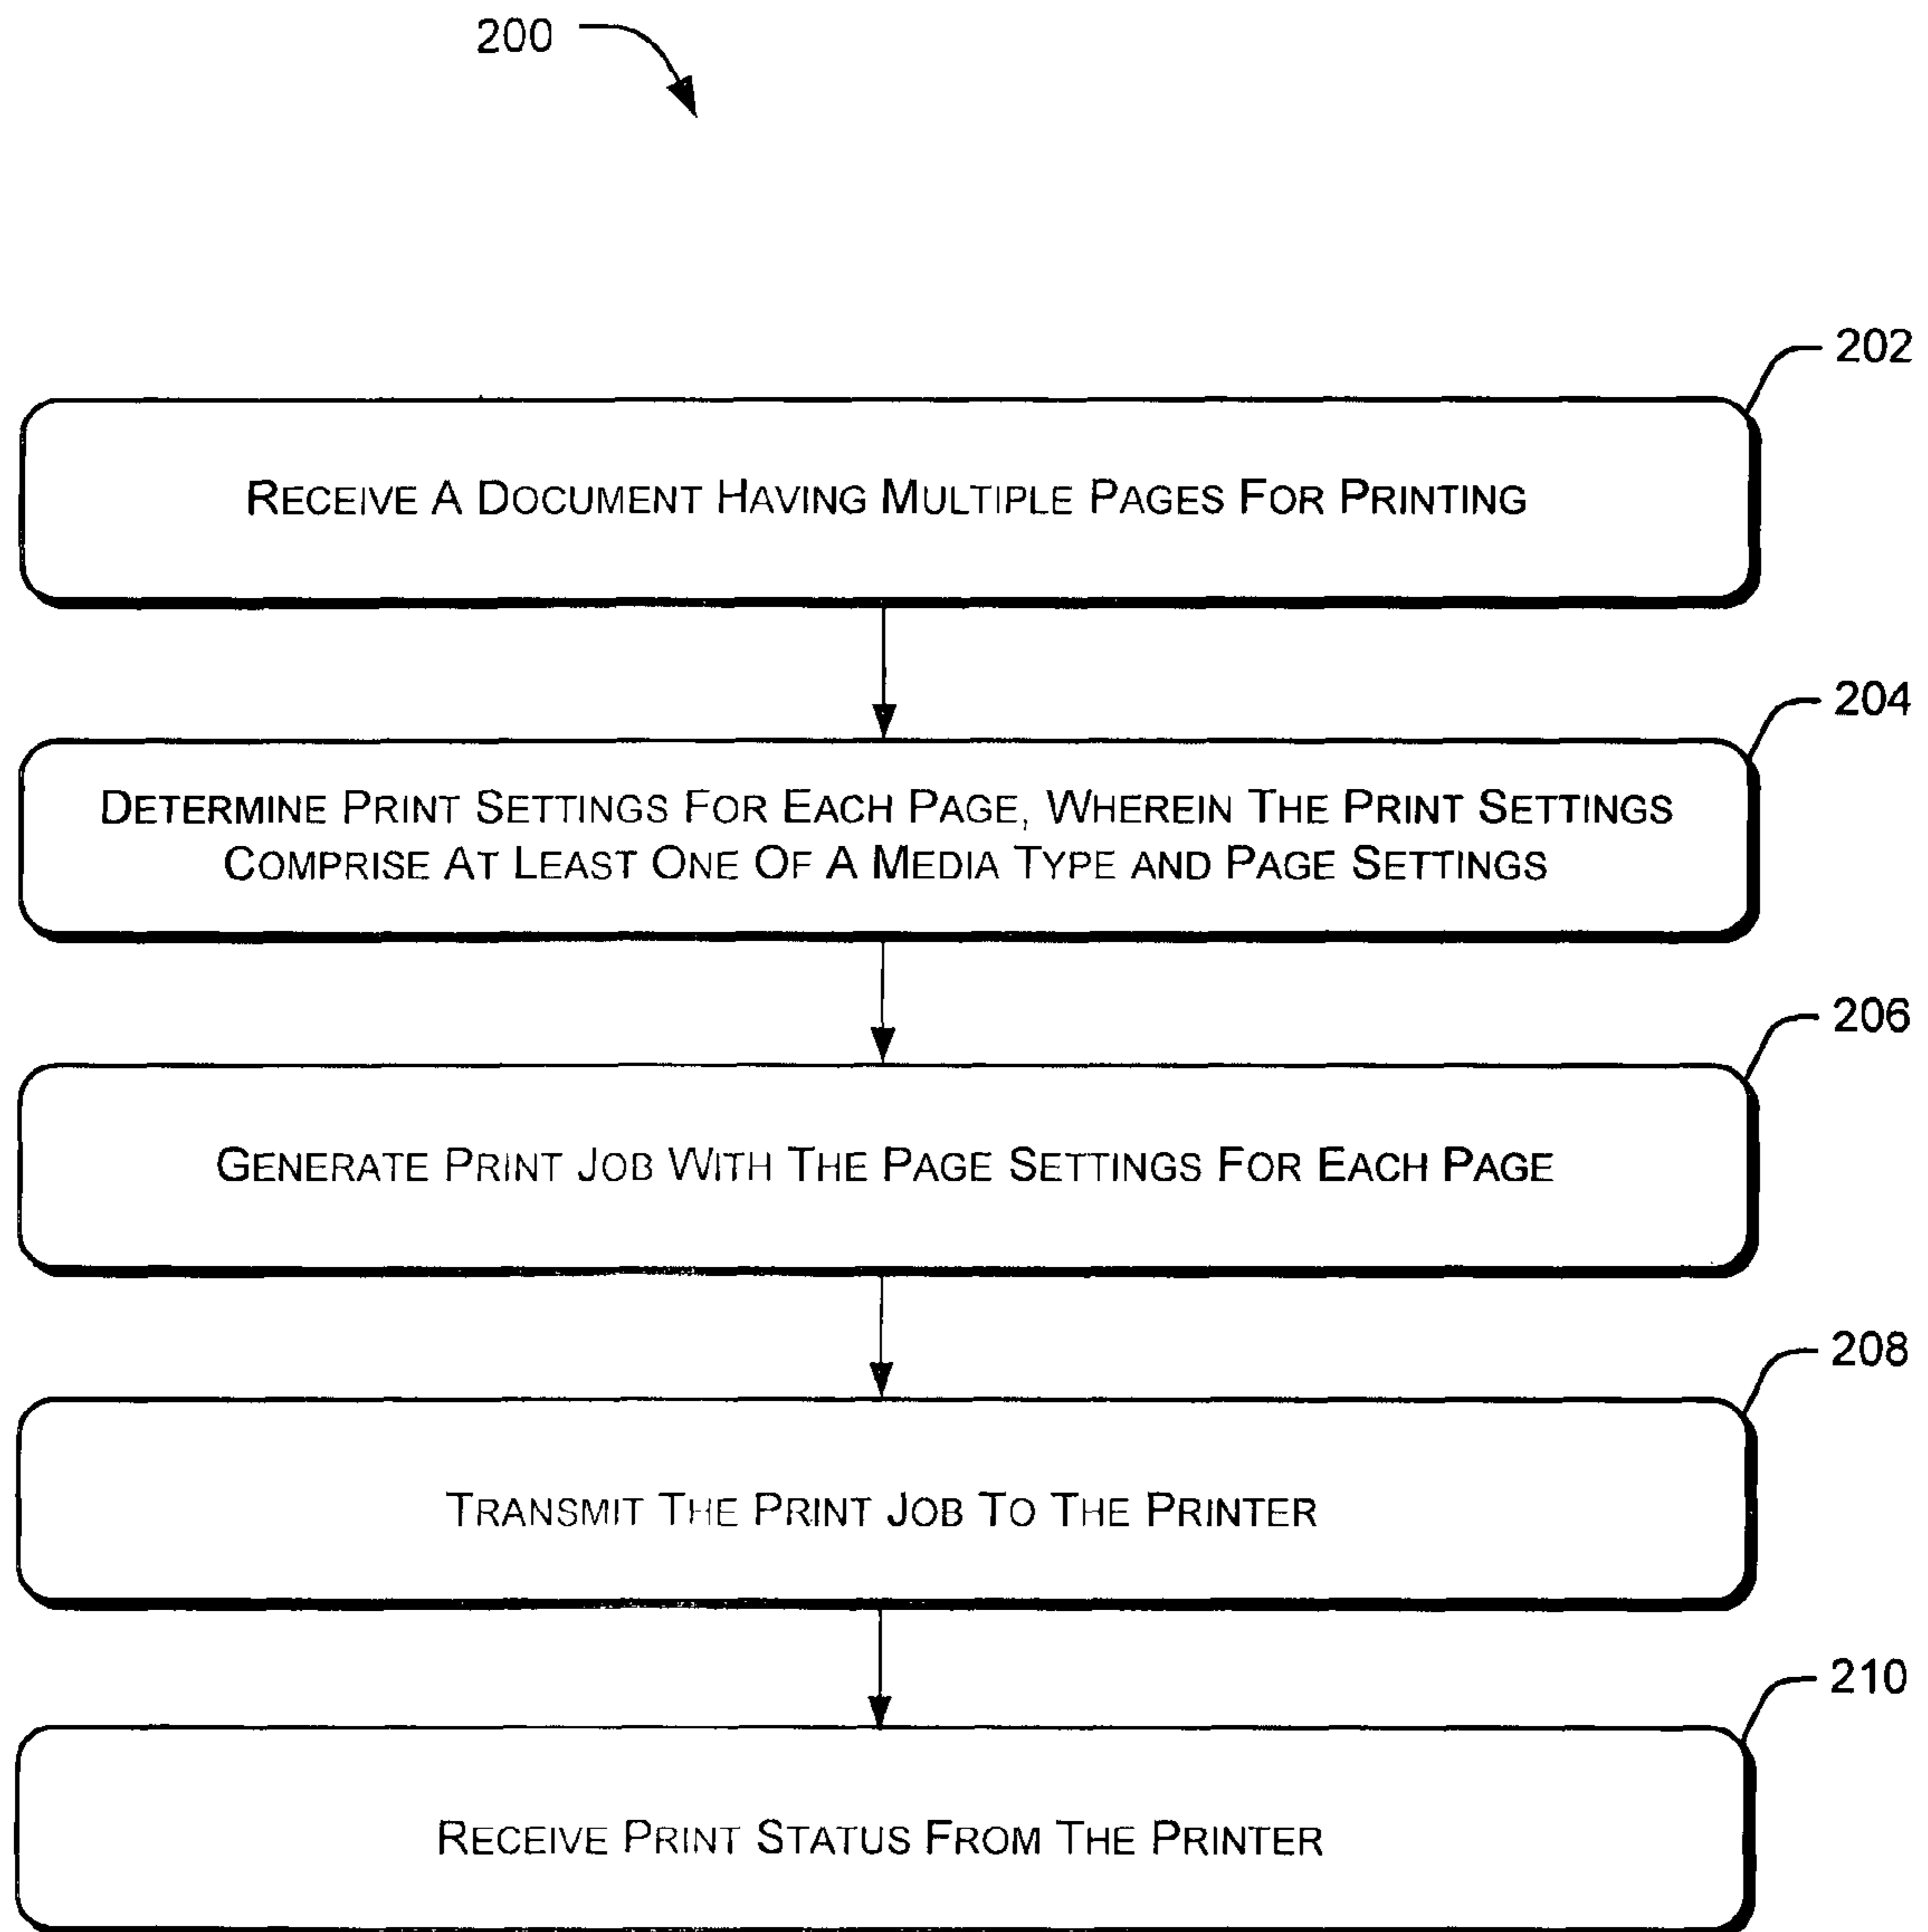 200
202
RECEIVE A DOCUMENT HAVING MULTIPLE PAGES FOR PRINTING
204
DETERMINE PRINT SETTINGS FOR EACH PAGE, WHEREIN THE PRINT SETTINGS
COMPRISE AT LEAST ONE OF A MEDIA TYPE AND PAGE SETTINGS
206
GENERATE PRINT JOB WITH THE PAGE SETTINGS FOR EACH PAGE
208
TRANSMIT THE PRINT JOB TO THE PRINTER
210
RECEIVE PRINT STATUS FROM THE PRINTER